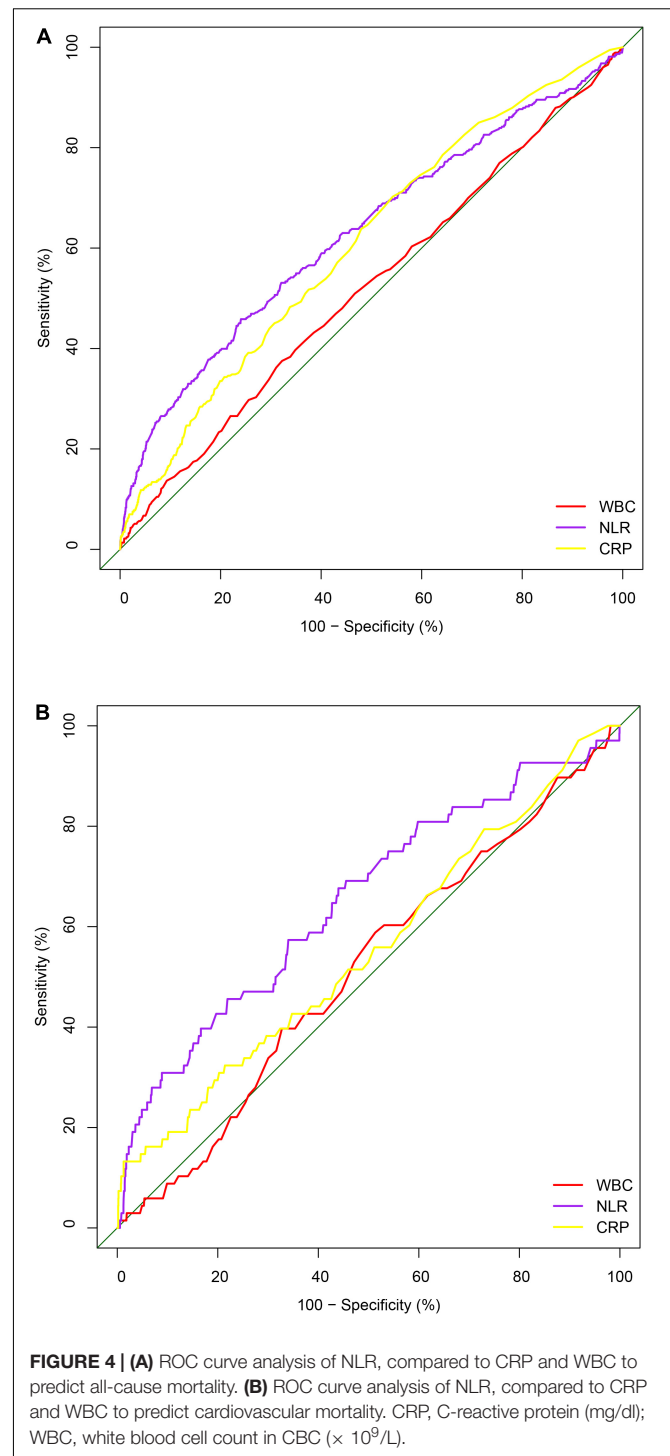 A
100
80
60
40
20
0
Sensitivity (%)
WBC
NLR
CRP
0 20 40 60 80 100
100 − Specificity (%)
B
100
80
60
40
20
0
Sensitivity (%)
WBC
NLR
CRP
0 20 40 60 80 100
100 − Specificity (%)
FIGURE 4 | (A) ROC curve analysis of NLR, compared to CRP and WBC to
predict all-cause mortality. (B) ROC curve analysis of NLR, compared to CRP
and WBC to predict cardiovascular mortality. CRP, C-reactive protein (mg/dl);
WBC, white blood cell count in CBC (× 10⁹/L).